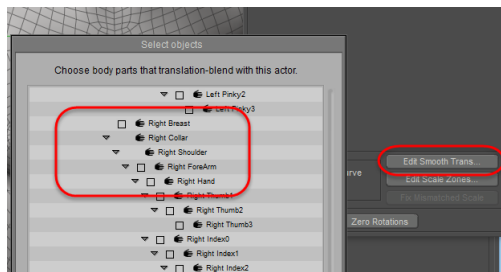 Select objects
Choose body parts that translation-blend with this actor.
Left Pinky2
Left Pinky3
Right Breast
Right Collar
Right Shoulder
Right ForeArm
Right Hand
Right Thumb1
Right Thumb2
Right Thumb3
Right Index0
Right Index1
Right Index2
Edit Smooth Trans...
urve
Edit Scale Zones...
Fix Mismatched Scale
Zero Rotations